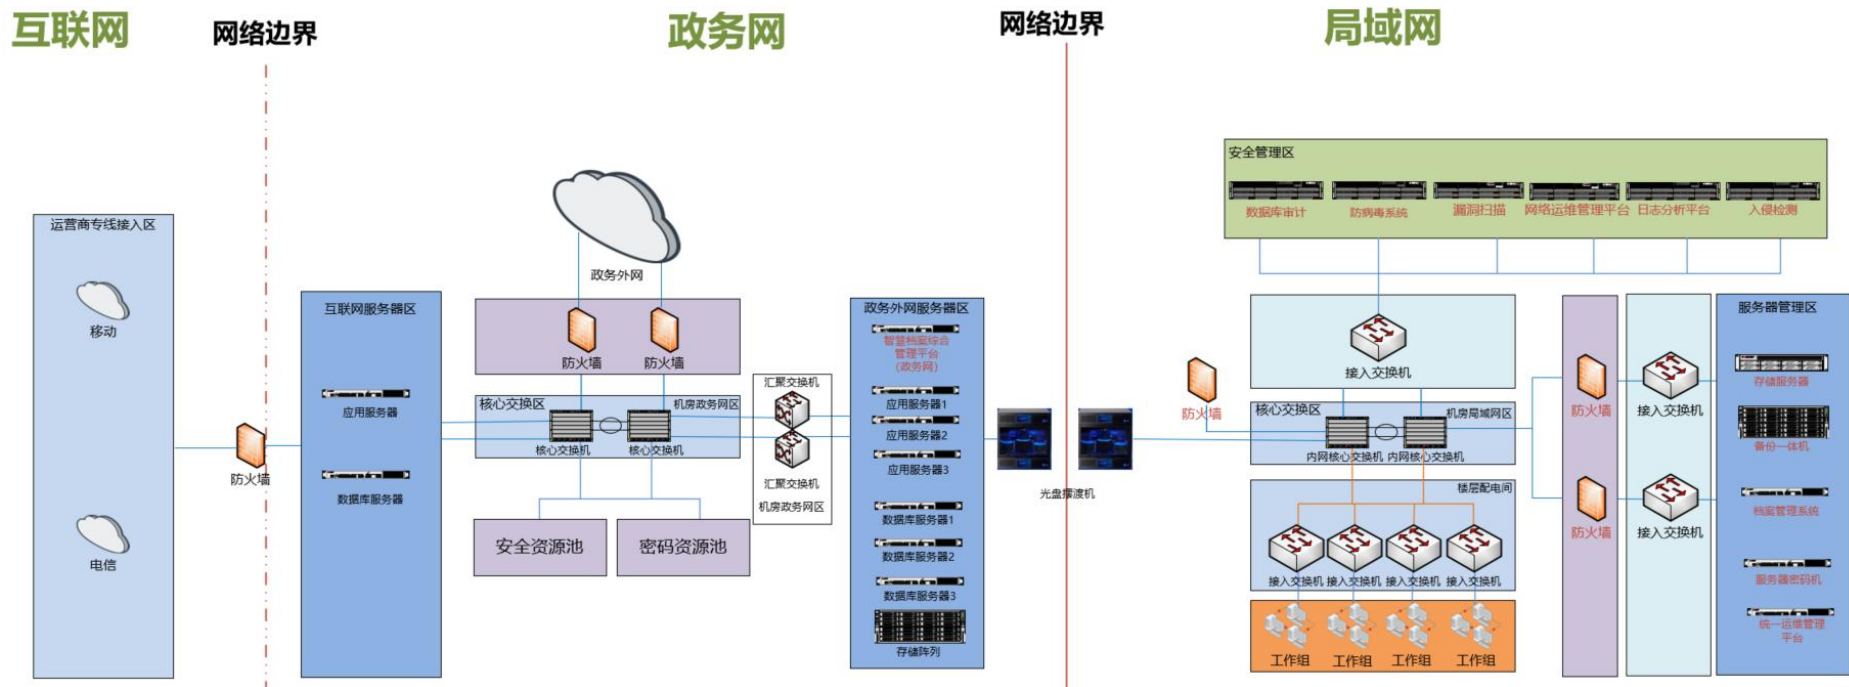 互联网
网络边界
政务网
网络边界
局域网
运营商专线接入区
移动
电信
防火墙
互联网服务器区
应用服务器
数据库服务器
政务外网
防火墙
防火墙
核心交换区
机房政务网区
核心交换机
核心交换机
安全资源池
密码资源池
汇聚交换机
汇聚交换机
机房政务网区
政务外网服务器区
智慧档案综合
管理平台
(政务网)
应用服务器1
应用服务器2
应用服务器3
数据库服务器1
数据库服务器2
数据库服务器3
存储阵列
光盘摆渡机
安全管理区
数据库审计
防病毒系统
漏洞扫描
网络运维管理平台
日志分析平台
入侵检测
接入交换机
防火墙
核心交换区
机房局域网区
内网核心交换机
内网核心交换机
楼层配电间
接入交换机
接入交换机
接入交换机
接入交换机
工作组
工作组
工作组
工作组
防火墙
防火墙
接入交换机
接入交换机
服务器管理区
存储服务器
备份一体机
档案管理系统
服务器密码机
统一运维管理
平台